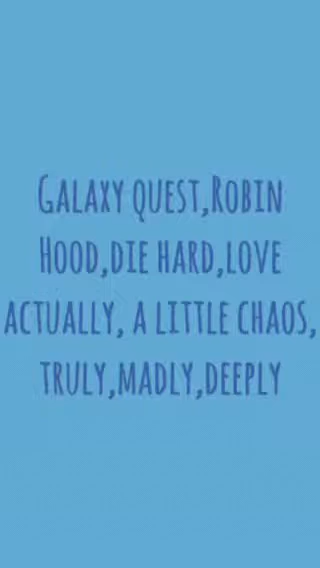 Galaxy quest,Robin
Hood,die hard,love
actually, a little chaos,
truly,madly,deeply